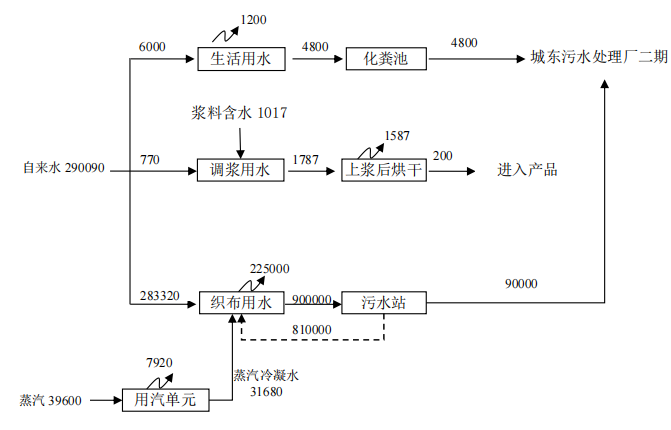 1200
6000
生活用水
4800
化粪池
4800
城东污水处理厂二期
浆料含水 1017
1587
自来水 290090
770
调浆用水
1787
上浆后烘干
200
进入产品
225000
283320
织布用水
900000
污水站
90000
810000
7920
蒸汽冷凝水
31680
蒸汽 39600
用汽单元